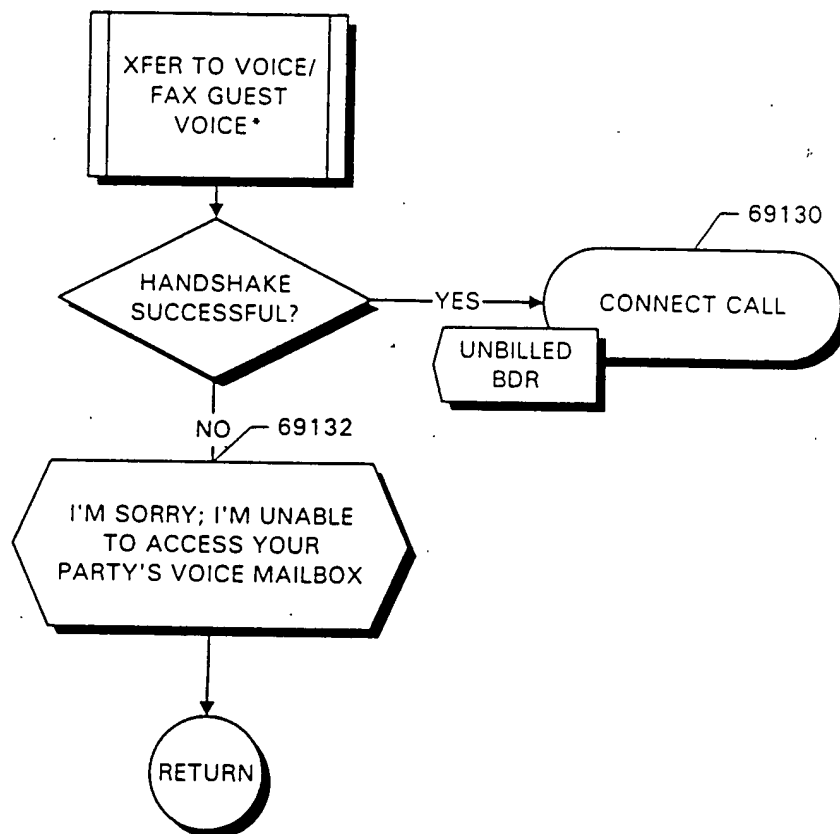 XFER TO VOICE/
FAX GUEST
VOICE*
HANDSHAKE
SUCCESSFUL?
YES
69130
CONNECT CALL
UNBILLED
BDR
NO
69132
I'M SORRY; I'M UNABLE
TO ACCESS YOUR
PARTY'S VOICE MAILBOX
RETURN